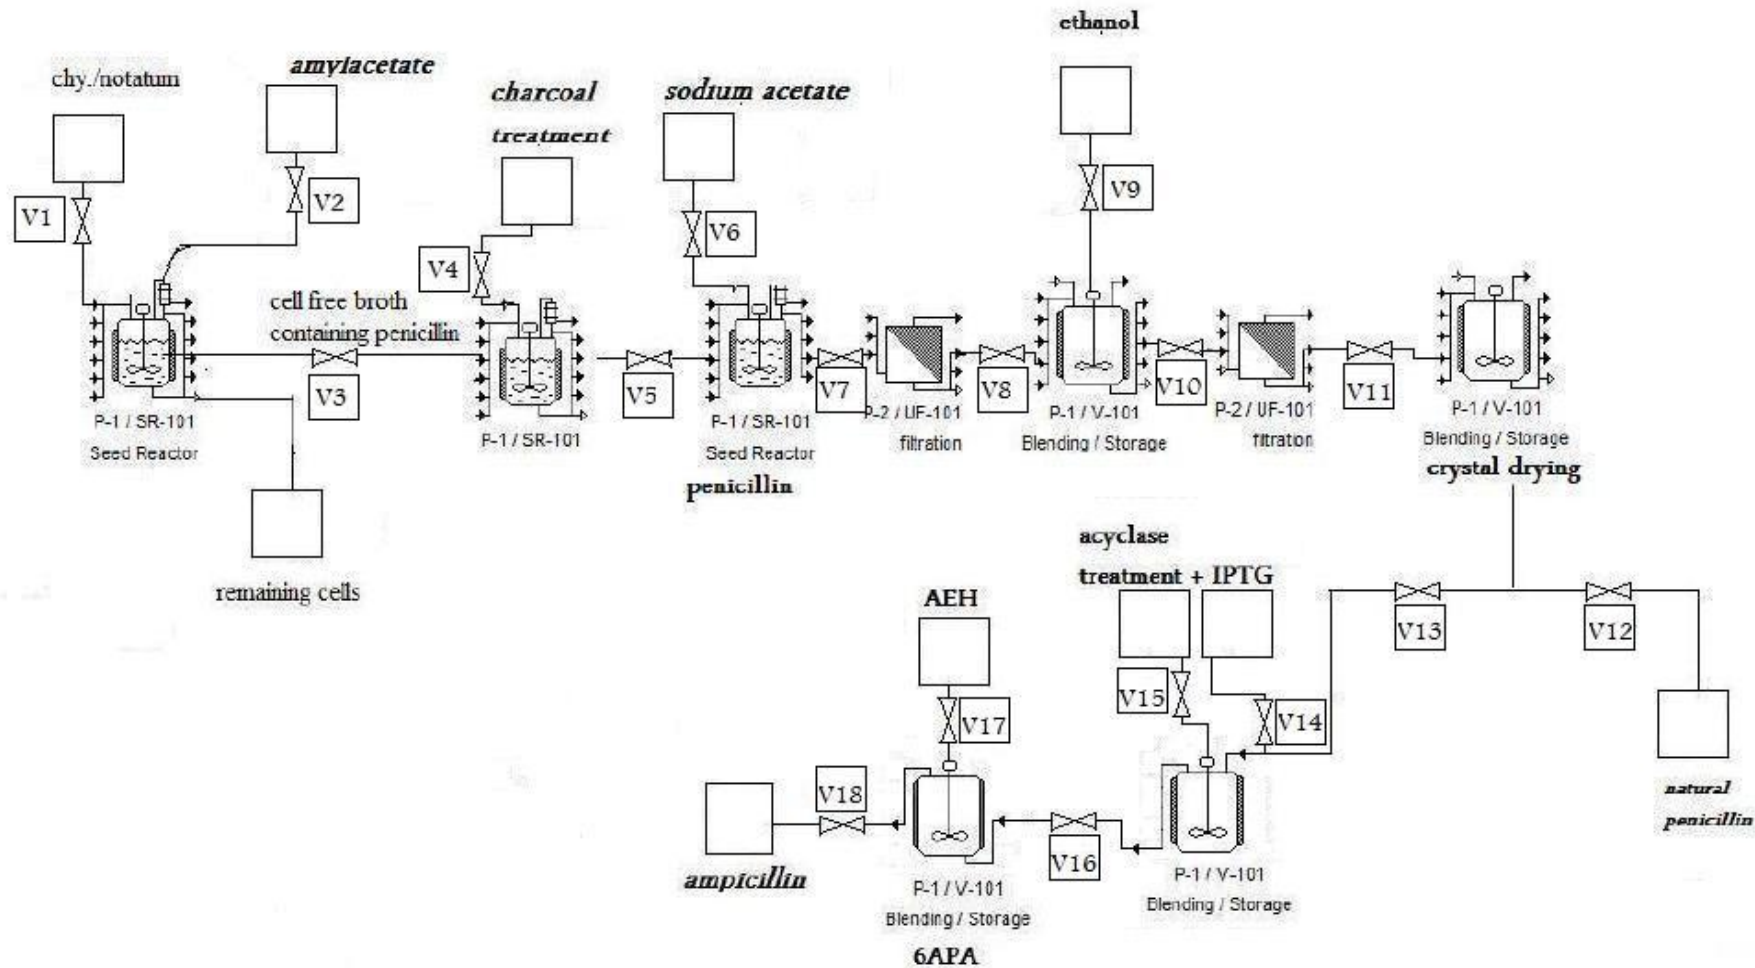 ethanol
chy./notatum
amylacetate
charcoal
treatment
sodium acetate
V1
V2
V4
V6
V9
cell free broth
containing penicillin
V3
V5
V7
V8
V10
V11
P-1 / SR-101
Seed Reactor
P-1 / SR-101
P-1 / SR-101
Seed Reactor
penicillin
P-2 / UF-101
filtration
P-1 / V-101
Blending / Storage
P-2 / UF-101
filtration
P-1 / V-101
Blending / Storage
crystal drying
remaining cells
acyclase
treatment + IPTG
AEH
V13
V12
V15
V14
V17
V18
V16
natural
penicillin
ampicillin
P-1 / V-101
Blending / Storage
6APA
P-1 / V-101
Blending / Storage